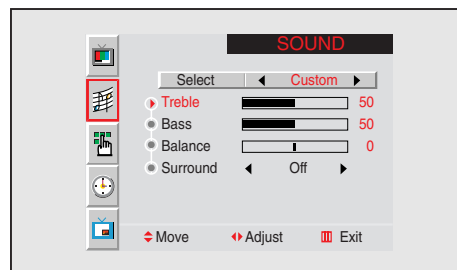 SOUND
Select Custom
Treble 50
Bass 50
Balance 0
Surround Off
Move Adjust Exit